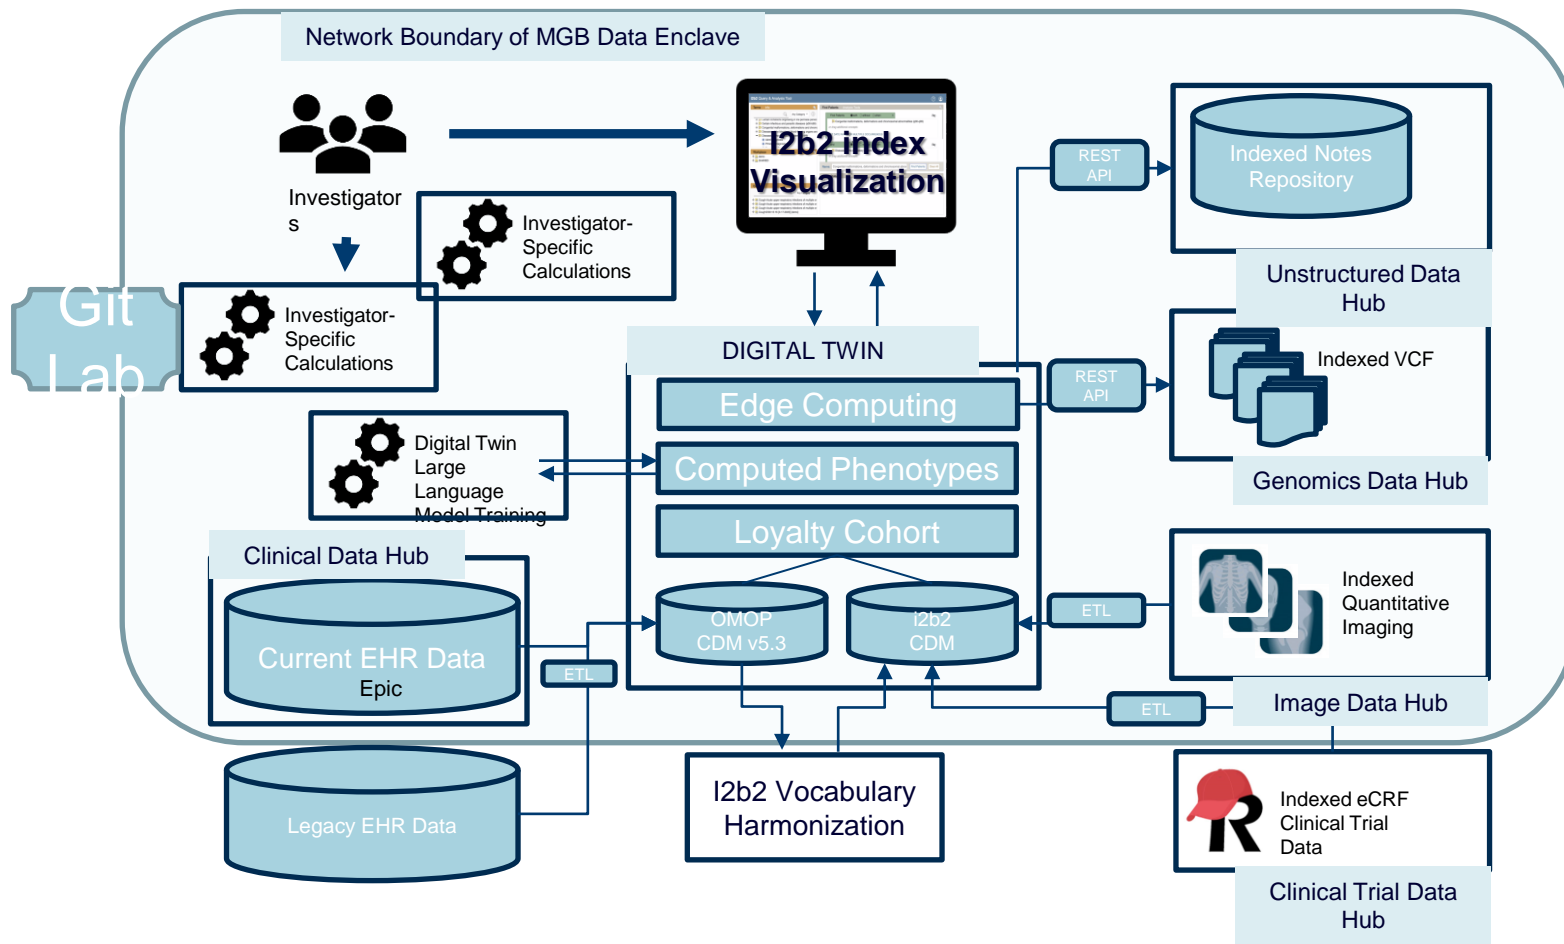 Network Boundary of MGB Data Enclave
I2b2 index
Visualization
Investigator
s
Investigator-
Specific
Calculations
Investigator-
Specific
Calculations
Git
Lab
REST
API
Indexed Notes
Repository
Unstructured Data
Hub
DIGITAL TWIN
Edge Computing
Computed Phenotypes
Loyalty Cohort
REST
API
Indexed VCF
Genomics Data Hub
Digital Twin
Large
Language
Model Training
Clinical Data Hub
Current EHR Data
Epic
ETL
OMOP
CDM v5.3
i2b2
CDM
ETL
Indexed
Quantitative
Imaging
Image Data Hub
ETL
Legacy EHR Data
I2b2 Vocabulary
Harmonization
R
Indexed eCRF
Clinical Trial
Data
Clinical Trial Data
Hub